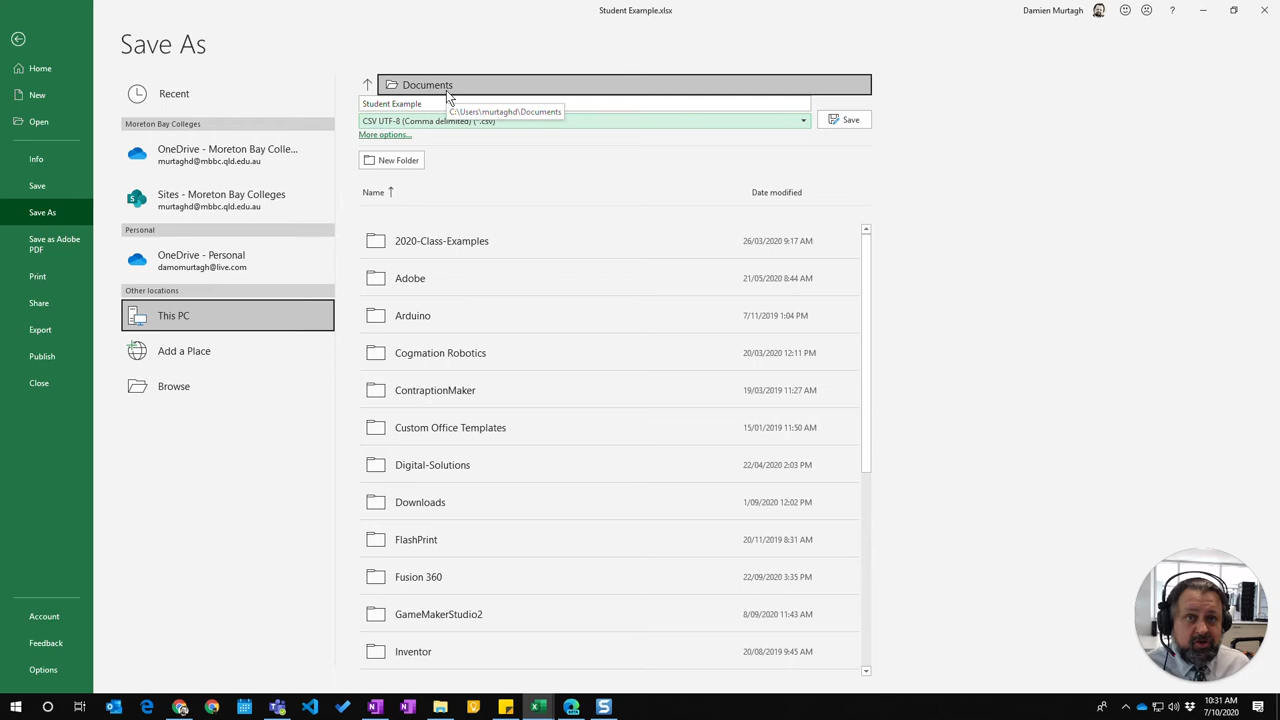 Student Example.xlsx
Damien Murtagh
?
Save As
Home
New
Open
Info
Save
Save As
Save as Adobe
PDF
Print
Share
Export
Publish
Close
Account
Feedback
Options
Recent
Moreton Bay Colleges
OneDrive - Moreton Bay Colle...
murtaghd@mbbc.qld.edu.au
Sites - Moreton Bay Colleges
murtaghd@mbbc.qld.edu.au
Personal
OneDrive - Personal
damomurtagh@live.com
Other locations
This PC
Add a Place
Browse
Documents
Student Example
C:\Users\murtaghd\Documents
CSV UTF-8 (Comma delimited) (*.csv)
Save
More options...
New Folder
Name
Date modified
2020-Class-Examples 26/03/2020 9:17 AM
Adobe 21/05/2020 8:44 AM
Arduino 7/11/2019 1:04 PM
Cogmation Robotics 20/03/2020 12:11 PM
ContraptionMaker 19/03/2019 11:27 AM
Custom Office Templates 15/01/2019 11:50 AM
Digital-Solutions 22/04/2020 2:03 PM
Downloads 1/09/2020 12:02 PM
FlashPrint 20/11/2019 8:31 AM
Fusion 360 22/09/2020 3:35 PM
GameMakerStudio2 8/09/2020 11:43 AM
Inventor 20/08/2019 9:45 AM
10:31 AM
7/10/2020